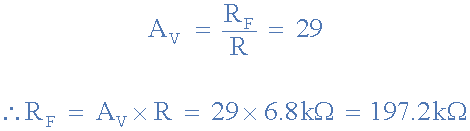 A_V = R_F / R = 29
∴ R_F = A_V × R = 29 × 6.8kΩ = 197.2kΩ